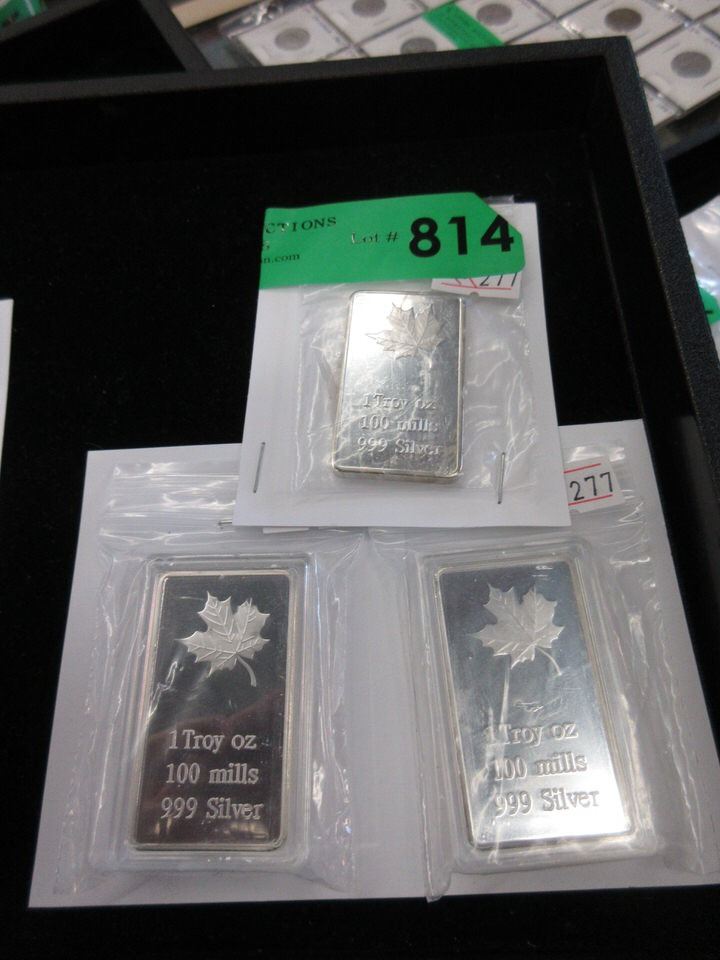 CTIONS
Lot # 814
n.com
277
1 Troy oz
100 mills
999 Silver
277
1 Troy oz
100 mills
999 Silver
1 Troy oz
100 mills
999 Silver